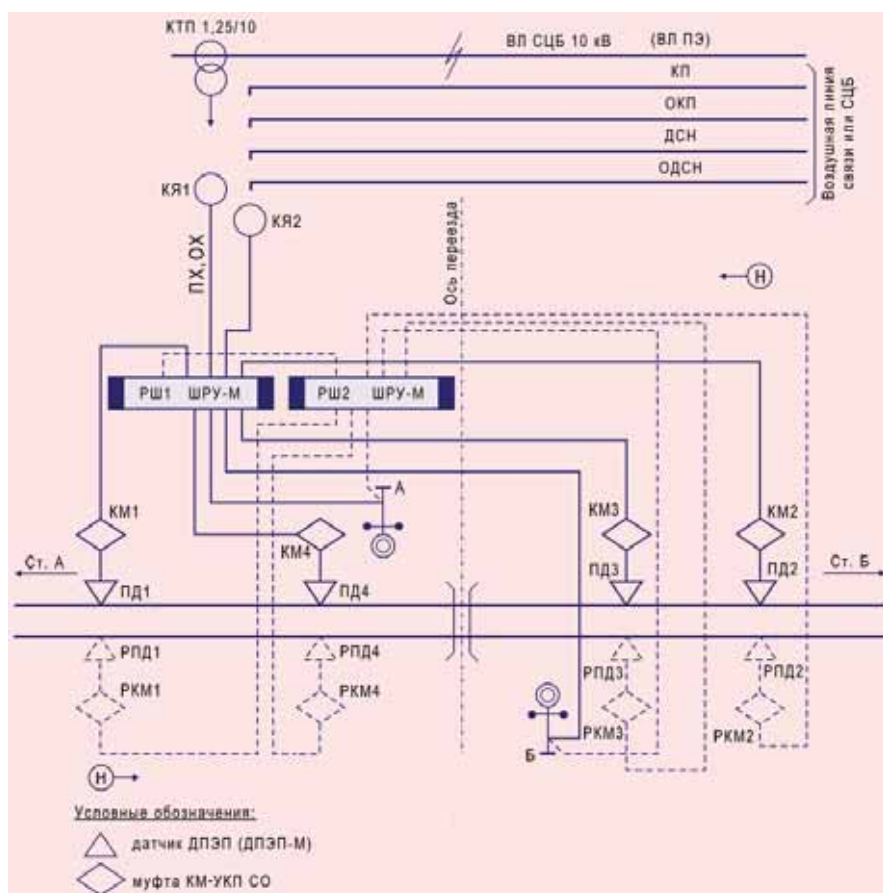 КТП 1,25/10
ВЛ СЦБ 10 кВ (ВЛ ПЭ)
КП
ОКП
ДСН
ОДСН
Воздушная линия
связи или СЦБ
КЯ1
КЯ2
ПХ,ОХ
Ось переезда
Н
РШ1 ШРУ-М
РШ2 ШРУ-М
А
КМ1
КМ4
КМ3
КМ2
Ст. А
Ст. Б
ПД1
ПД4
ПД3
ПД2
РПД1
РПД4
РПД3
РПД2
РКМ1
РКМ4
РКМ3
РКМ2
Б
Н
Условные обозначения:
датчик ДПЭП (ДПЭП-М)
муфта КМ-УКП СО